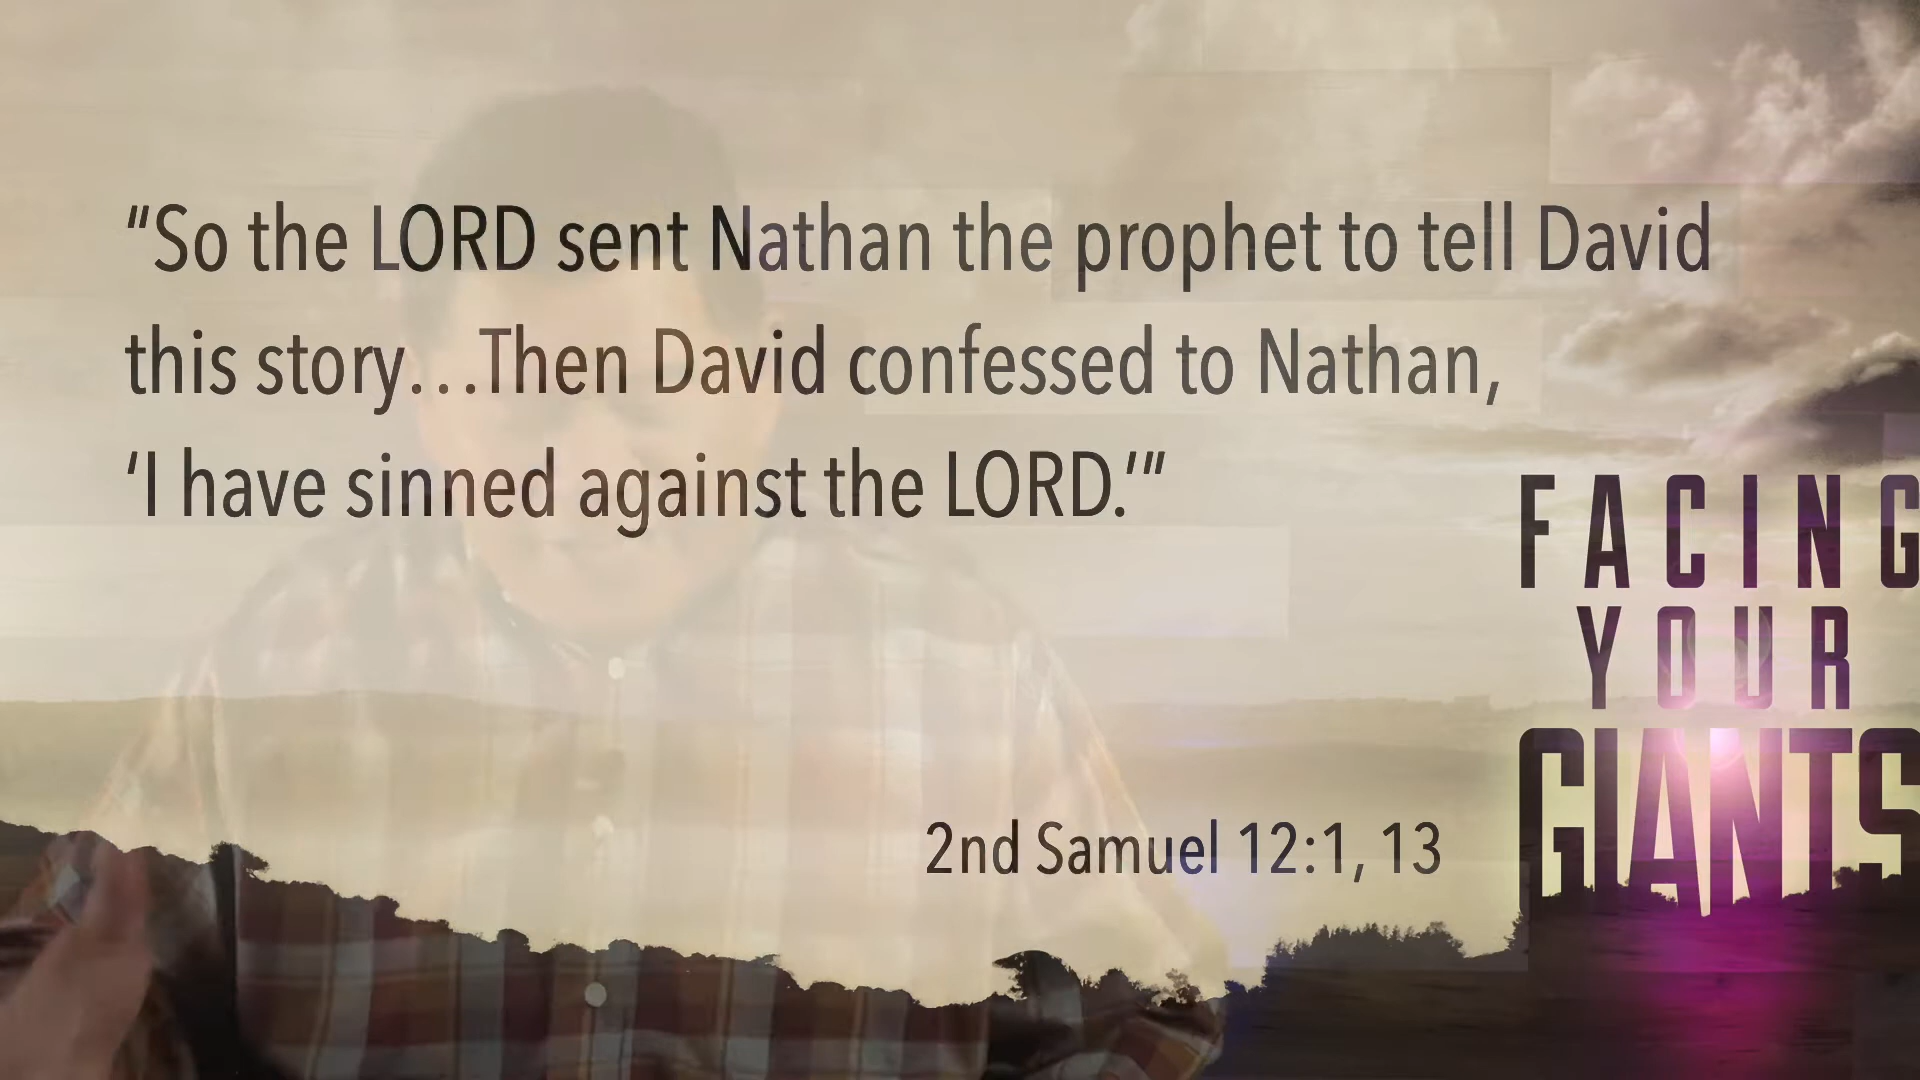 “So the LORD sent Nathan the prophet to tell David
this story…Then David confessed to Nathan,
‘I have sinned against the LORD.’”
2nd Samuel 12:1, 13
FACING
YOUR
GIANTS